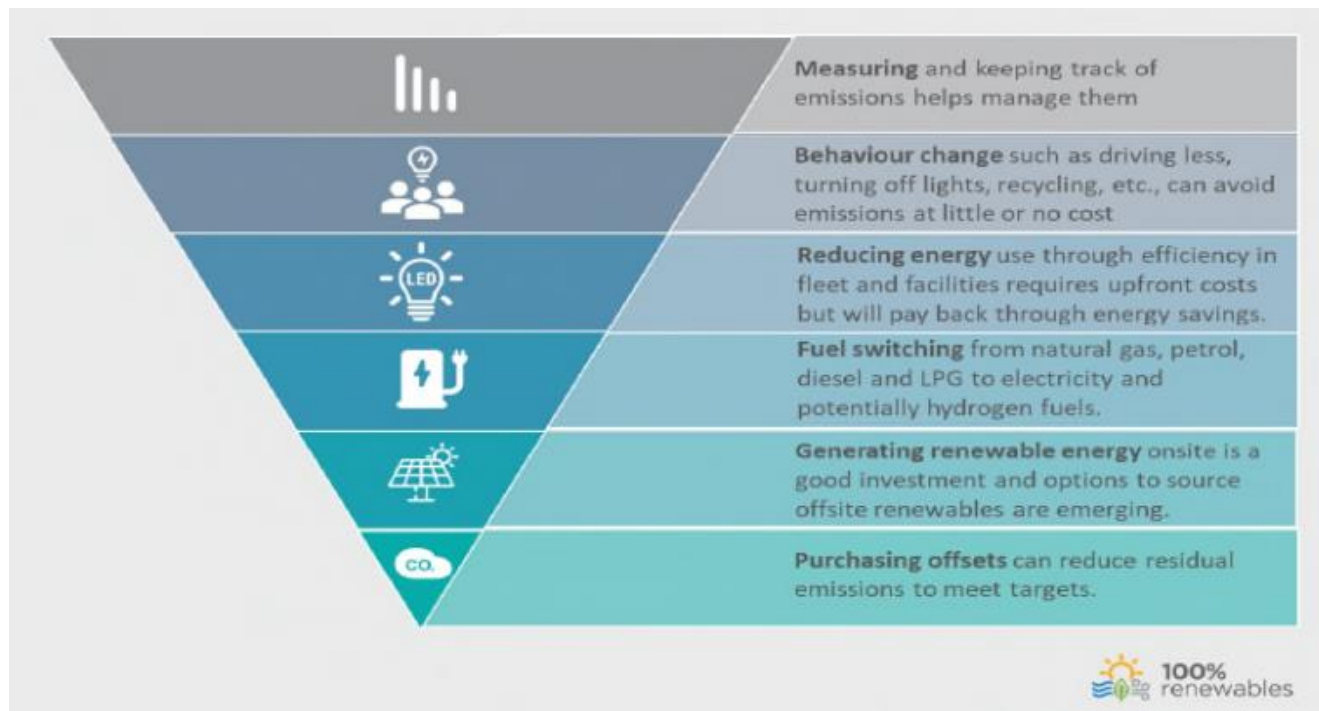 Measuring and keeping track of
emissions helps manage them
Behaviour change such as driving less,
turning off lights, recycling, etc., can avoid
emissions at little or no cost
LED
Reducing energy use through efficiency in
fleet and facilities requires upfront costs
but will pay back through energy savings.
Fuel switching from natural gas, petrol,
diesel and LPG to electricity and
potentially hydrogen fuels.
Generating renewable energy onsite is a
good investment and options to source
offsite renewables are emerging.
CO₂
Purchasing offsets can reduce residual
emissions to meet targets.
100%
renewables